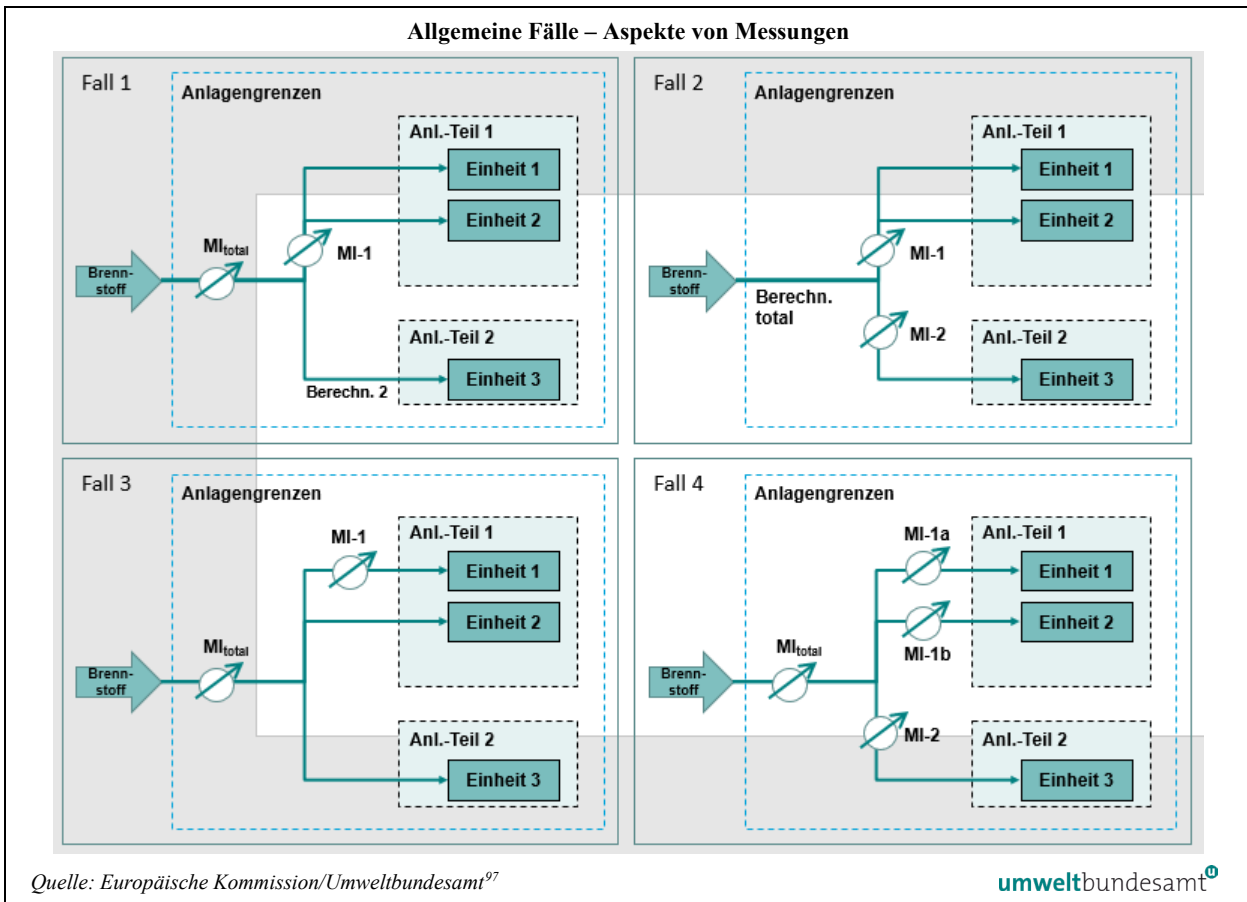 Allgemeine Fälle – Aspekte von Messungen
Fall 1
Anlagengrenzen
Anl.-Teil 1
Einheit 1
Einheit 2
MI-1
MItotal
Brenn-
stoff
Anl.-Teil 2
Einheit 3
Berechn. 2
Fall 2
Anlagengrenzen
Anl.-Teil 1
Einheit 1
Einheit 2
MI-1
Brenn-
stoff
Berechn.
total
MI-2
Anl.-Teil 2
Einheit 3
Fall 3
Anlagengrenzen
MI-1
Anl.-Teil 1
Einheit 1
Einheit 2
MItotal
Brenn-
stoff
Anl.-Teil 2
Einheit 3
Fall 4
Anlagengrenzen
MI-1a
Anl.-Teil 1
Einheit 1
Einheit 2
MI-1b
MItotal
Brenn-
stoff
MI-2
Anl.-Teil 2
Einheit 3
Quelle: Europäische Kommission/Umweltbundesamt97
umweltbundesamt u